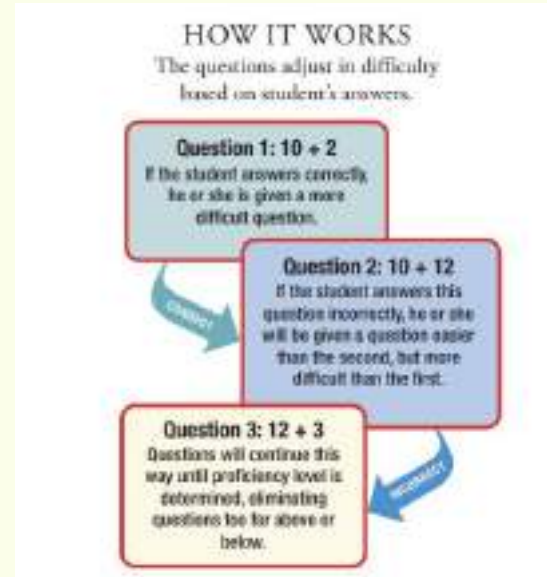 HOW IT WORKS
The questions adjust in difficulty
based on student's answers.
Question 1: 10 + 2
If the student answers correctly,
he or she is given a more
difficult question.
CORRECT
Question 2: 10 + 12
If the student answers this
question incorrectly, he or she
will be given a question easier
than the second, but more
difficult than the first.
INCORRECT
Question 3: 12 + 3
Questions will continue this
way until proficiency level is
determined, eliminating
questions too far above or
below.